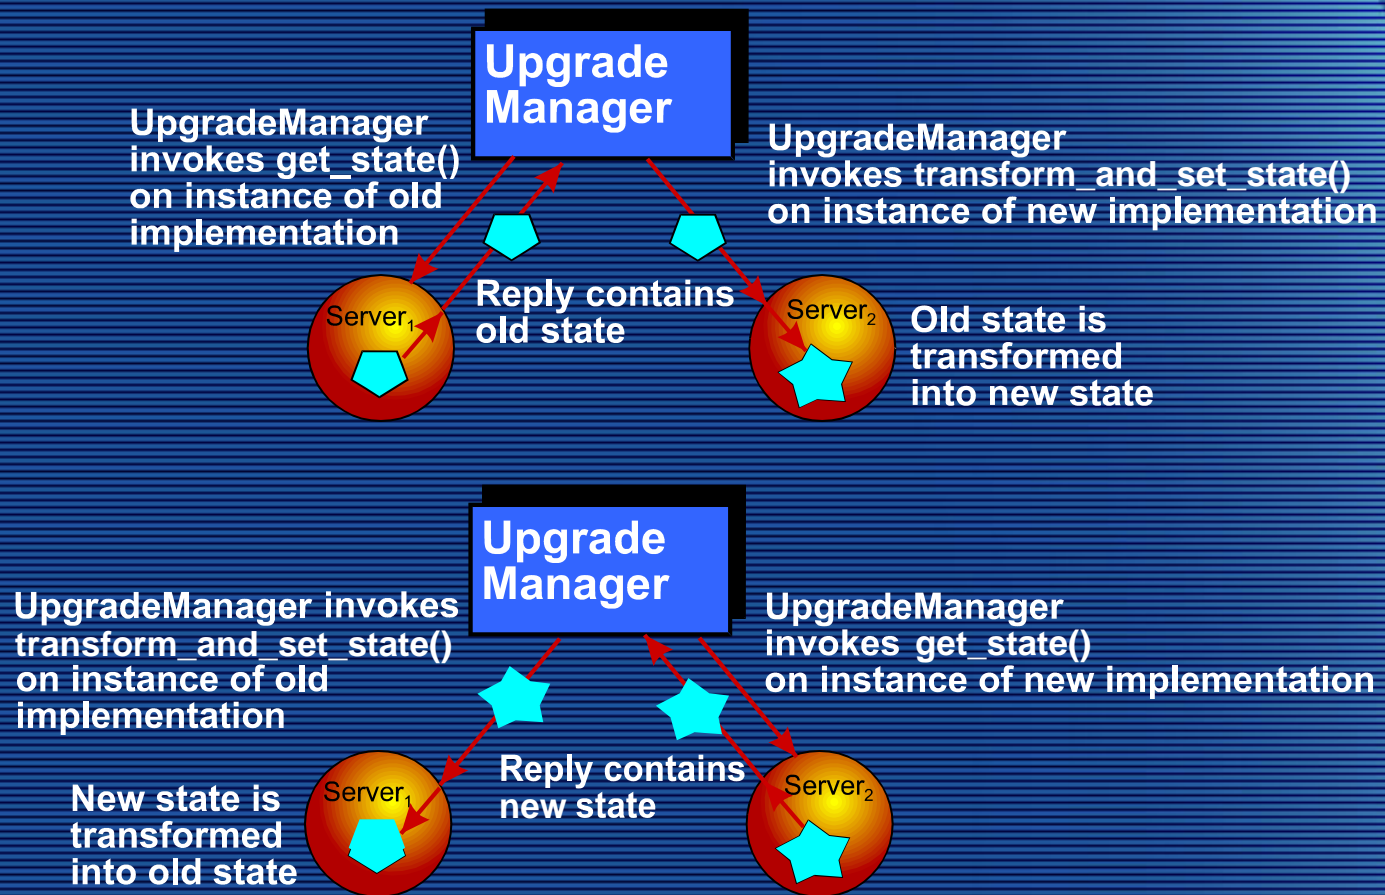 Upgrade
Manager
UpgradeManager
invokes get_state()
on instance of old
implementation
UpgradeManager
invokes transform_and_set_state()
on instance of new implementation
Reply contains
old state
Server1
Server2
Old state is
transformed
into new state
Upgrade
Manager
UpgradeManager invokes
transform_and_set_state()
on instance of old
implementation
UpgradeManager
invokes get_state()
on instance of new implementation
Reply contains
new state
Server1
Server2
New state is
transformed
into old state